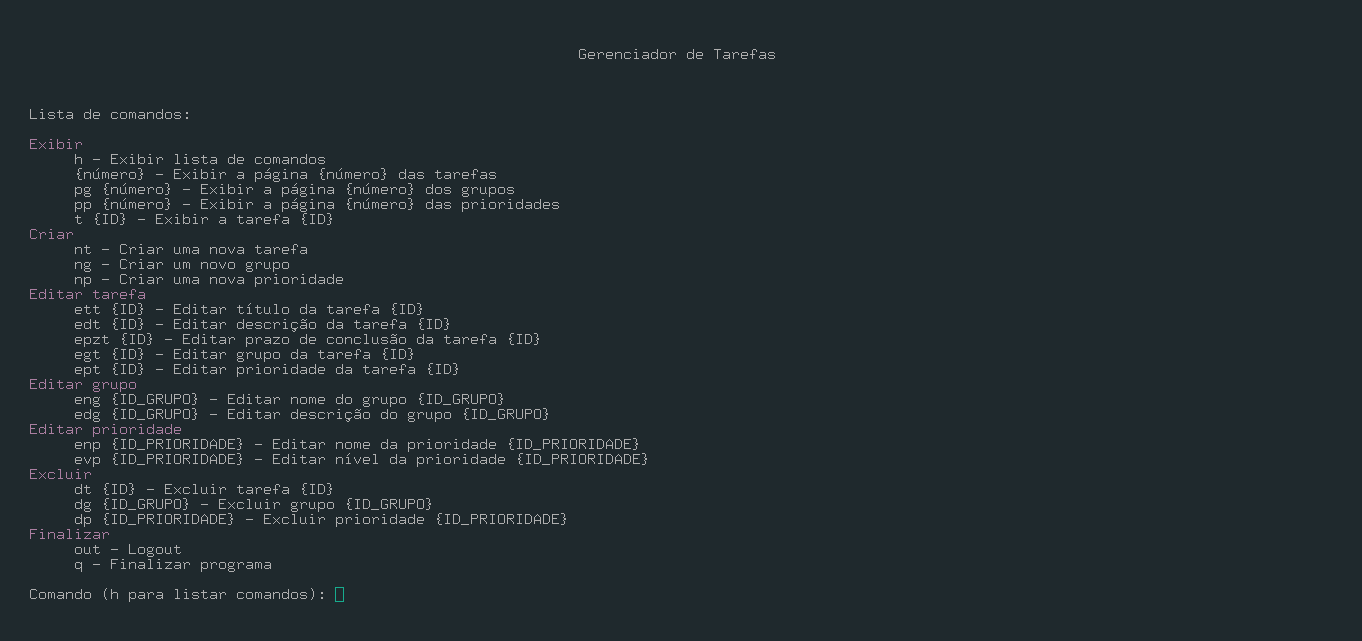 Gerenciador de Tarefas
Lista de comandos:
Exibir
h - Exibir lista de comandos
{número} - Exibir a página {número} das tarefas
pg {número} - Exibir a página {número} dos grupos
pp {número} - Exibir a página {número} das prioridades
t {ID} - Exibir a tarefa {ID}
Criar
nt - Criar uma nova tarefa
ng - Criar um novo grupo
np - Criar uma nova prioridade
Editar tarefa
ett {ID} - Editar título da tarefa {ID}
edt {ID} - Editar descrição da tarefa {ID}
epzt {ID} - Editar prazo de conclusão da tarefa {ID}
egt {ID} - Editar grupo da tarefa {ID}
ept {ID} - Editar prioridade da tarefa {ID}
Editar grupo
eng {ID_GRUPO} - Editar nome do grupo {ID_GRUPO}
edg {ID_GRUPO} - Editar descrição do grupo {ID_GRUPO}
Editar prioridade
enp {ID_PRIORIDADE} - Editar nome da prioridade {ID_PRIORIDADE}
evp {ID_PRIORIDADE} - Editar nível da prioridade {ID_PRIORIDADE}
Excluir
dt {ID} - Excluir tarefa {ID}
dg {ID_GRUPO} - Excluir grupo {ID_GRUPO}
dp {ID_PRIORIDADE} - Excluir prioridade {ID_PRIORIDADE}
Finalizar
out - Logout
q - Finalizar programa
Comando (h para listar comandos):